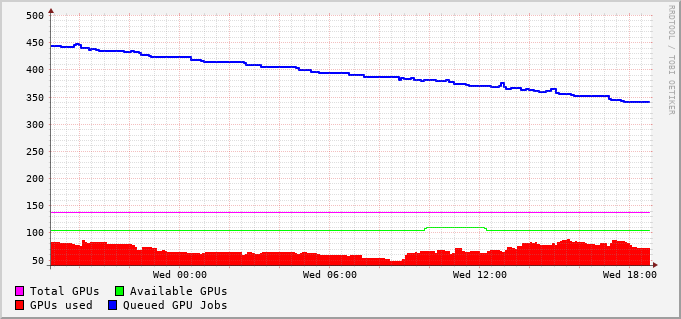 500
450
400
350
300
250
200
150
100
50
Wed 00:00 Wed 06:00 Wed 12:00 Wed 18:00
Total GPUs Available GPUs
GPUs used Queued GPU Jobs
RRDTOOL / TOBI OETIKER